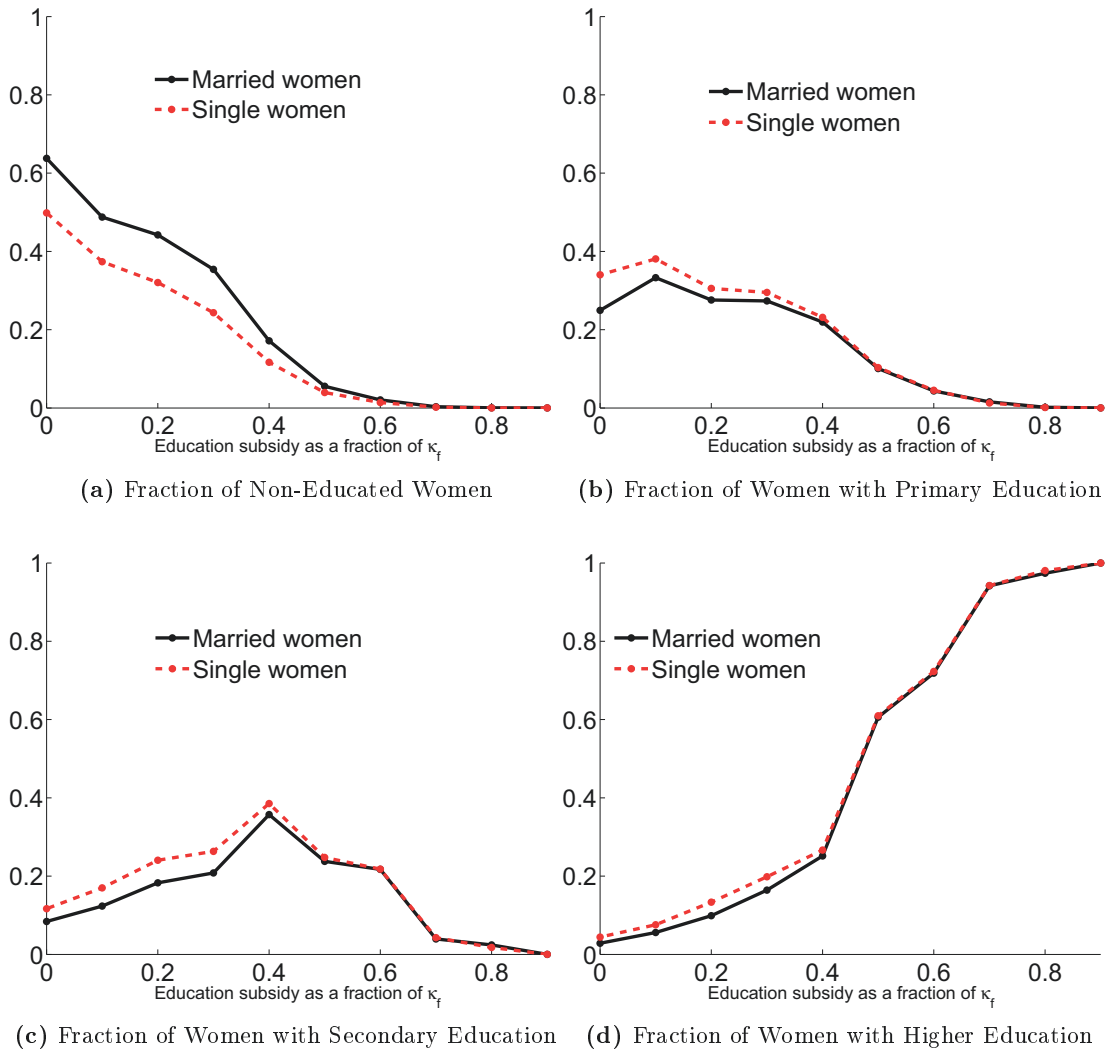 1
0.8
0.6
0.4
0.2
0
Married women
Single women
0 0.2 0.4 0.6 0.8
Education subsidy as a fraction of κf
(a) Fraction of Non-Educated Women
1
0.8
0.6
0.4
0.2
0
Married women
Single women
0 0.2 0.4 0.6 0.8
Education subsidy as a fraction of κf
(b) Fraction of Women with Primary Education
1
0.8
0.6
0.4
0.2
0
Married women
Single women
0 0.2 0.4 0.6 0.8
Education subsidy as a fraction of κf
(c) Fraction of Women with Secondary Education
1
0.8
0.6
0.4
0.2
0
Married women
Single women
0 0.2 0.4 0.6 0.8
Education subsidy as a fraction of κf
(d) Fraction of Women with Higher Education